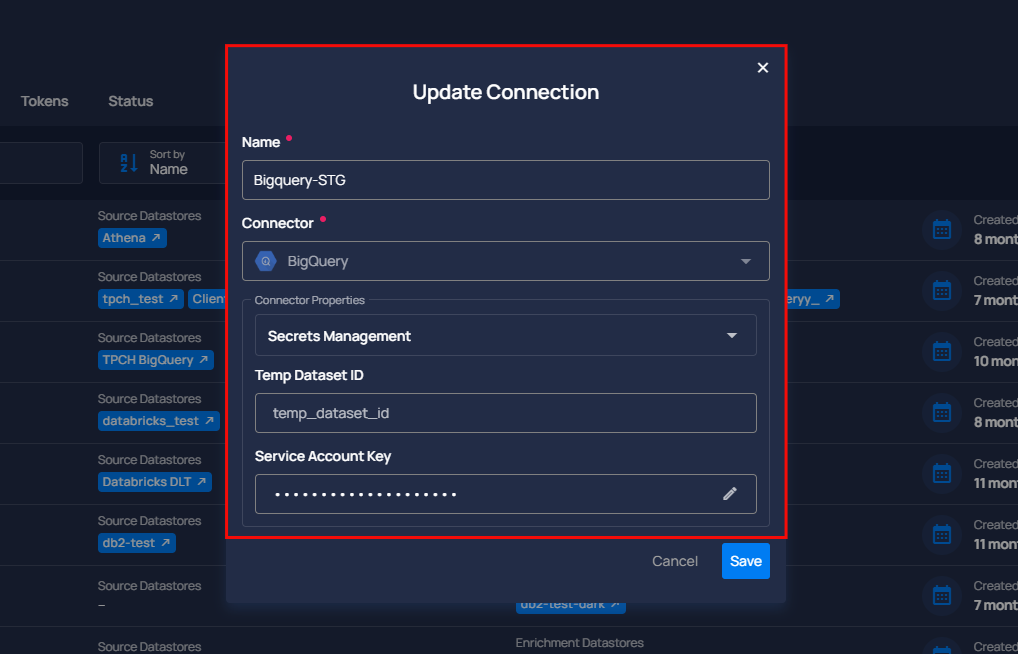 Update Connection
Tokens Status
Name
Sort by
Name
Bigquery-STG
Connector
BigQuery
Connector Properties
Secrets Management
Temp Dataset ID
temp_dataset_id
Service Account Key
Cancel Save
Source Datastores
Athena
Created
8 mont
Source Datastores
tpch_test Clien
eryy_
Created
7 mont
Source Datastores
TPCH BigQuery
Created
10 mon
Source Datastores
databricks_test
Created
8 mont
Source Datastores
Databricks DLT
Created
11 mon
Source Datastores
db2-test
Created
11 mon
Source Datastores
–
db2-test-dark
Created
7 mont
Source Datastores
Enrichment Datastores
Created